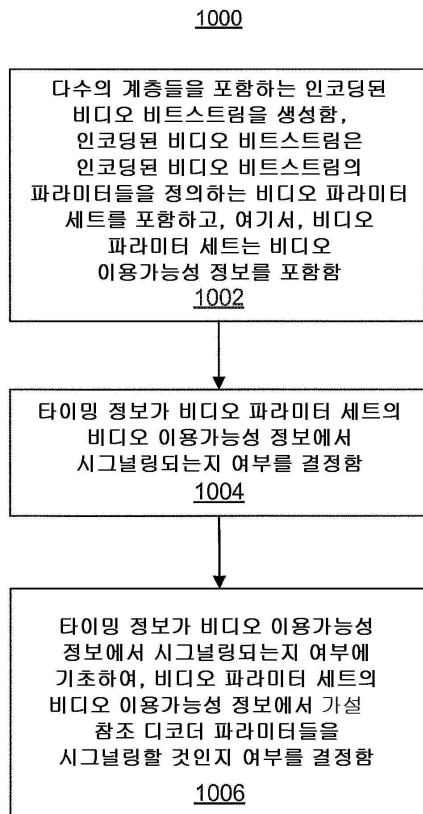 1000
다수의 계층들을 포함하는 인코딩된
비디오 비트스트림을 생성함,
인코딩된 비디오 비트스트림은
인코딩된 비디오 비트스트림의
파라미터들을 정의하는 비디오 파라미터
세트를 포함하고, 여기서, 비디오
파라미터 세트는 비디오
이용가능성 정보를 포함함
1002
타이밍 정보가 비디오 파라미터 세트의
비디오 이용가능성 정보에서
시그널링되는지 여부를 결정함
1004
타이밍 정보가 비디오 이용가능성
정보에서 시그널링되는지 여부에
기초하여, 비디오 파라미터 세트의
비디오 이용가능성 정보에서 가설
참조 디코더 파라미터들을
시그널링할 것인지 여부를 결정함
1006